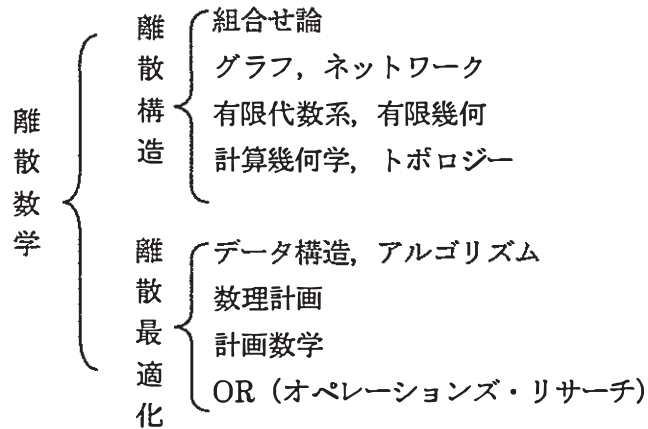 離散数学
離散構造
組合せ論
グラフ，ネットワーク
有限代数系，有限幾何
計算幾何学，トポロジー
離散最適化
データ構造，アルゴリズム
数理計画
計画数学
OR（オペレーションズ・リサーチ）